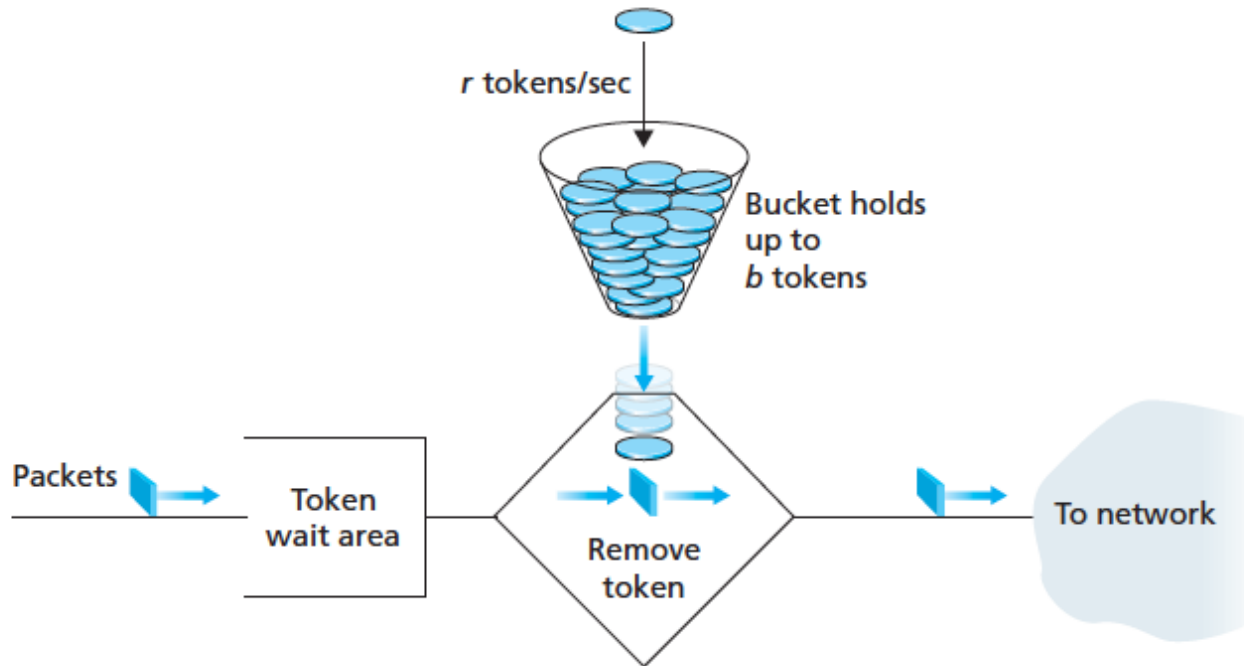 r tokens/sec
Bucket holds
up to
b tokens
Packets
Token
wait area
Remove
token
To network